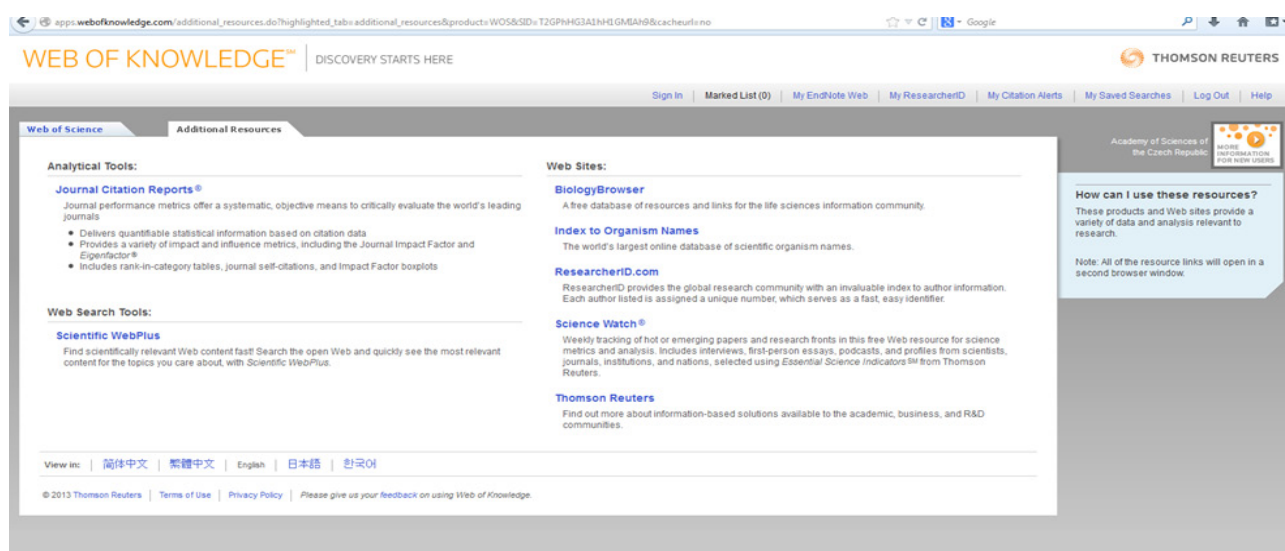 apps.webofknowledge.com/additional_resources.do?highlighted_tab=additional_resources&product=WOS&SID=T2GPhHG3A1hH1GMIAh9&cacheurl=no
Google
WEB OF KNOWLEDGE℠ | DISCOVERY STARTS HERE
THOMSON REUTERS
Sign In | Marked List (0) | My EndNote Web | My ResearcherID | My Citation Alerts | My Saved Searches | Log Out | Help
Web of Science
Additional Resources
Analytical Tools:
Journal Citation Reports®
Journal performance metrics offer a systematic, objective means to critically evaluate the world's leading
journals
• Delivers quantifiable statistical information based on citation data
• Provides a variety of impact and influence metrics, including the Journal Impact Factor and
Eigenfactor®
• Includes rank-in-category tables, journal self-citations, and Impact Factor boxplots
Web Search Tools:
Scientific WebPlus
Find scientifically relevant Web content fast! Search the open Web and quickly see the most relevant
content for the topics you care about, with Scientific WebPlus.
Web Sites:
BiologyBrowser
A free database of resources and links for the life sciences information community.
Index to Organism Names
The world's largest online database of scientific organism names.
ResearcherID.com
ResearcherID provides the global research community with an invaluable index to author information.
Each author listed is assigned a unique number, which serves as a fast, easy identifier.
Science Watch®
Weekly tracking of hot or emerging papers and research fronts in this free Web resource for science
metrics and analysis. Includes interviews, first-person essays, podcasts, and profiles from scientists,
journals, institutions, and nations, selected using Essential Science Indicators℠ from Thomson
Reuters.
Thomson Reuters
Find out more about information-based solutions available to the academic, business, and R&D
communities.
Academy of Sciences of
the Czech Republic
MORE
INFORMATION
FOR NEW USERS
How can I use these resources?
These products and Web sites provide a
variety of data and analysis relevant to
research.
Note: All of the resource links will open in a
second browser window.
View in: | 简体中文 | 繁體中文 | English | 日本語 | 한국어
© 2013 Thomson Reuters | Terms of Use | Privacy Policy | Please give us your feedback on using Web of Knowledge.